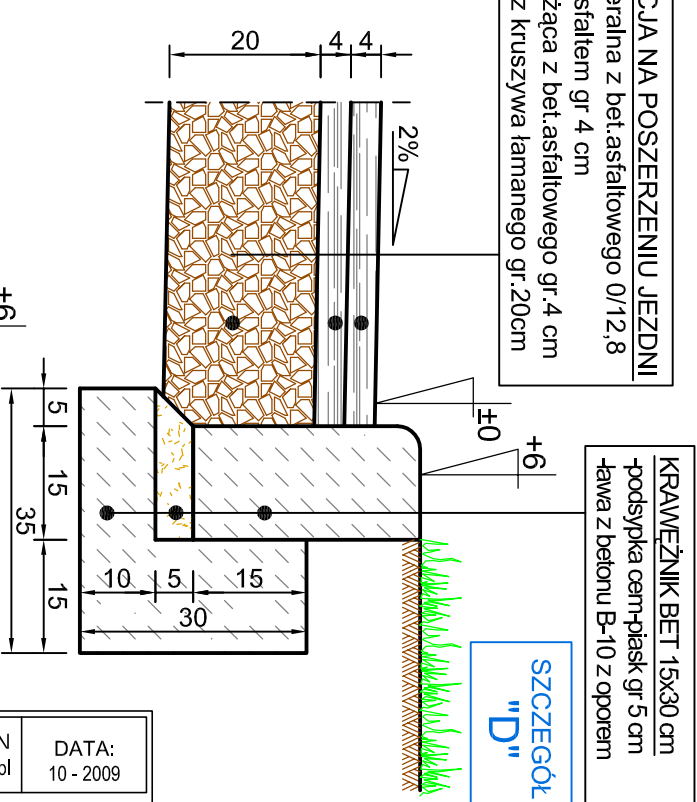 CJA NA POSZERZENIU JEZDNI
eralna z bet.asfaltowego 0/12,8
sfaltem gr 4 cm
żąca z bet.asfaltowego gr.4 cm
z kruszywa łamanego gr.20cm
KRAWĘŻNIK BET 15x30 cm
-podsypka cem-piask gr 5 cm
-ława z betonu B-10 z oporem
SZCZEGÓŁ
"D"
20
4
4
2%
±0
+6
+6
5
15
15
35
10
5
15
30
DATA:
10 - 2009
N
pl